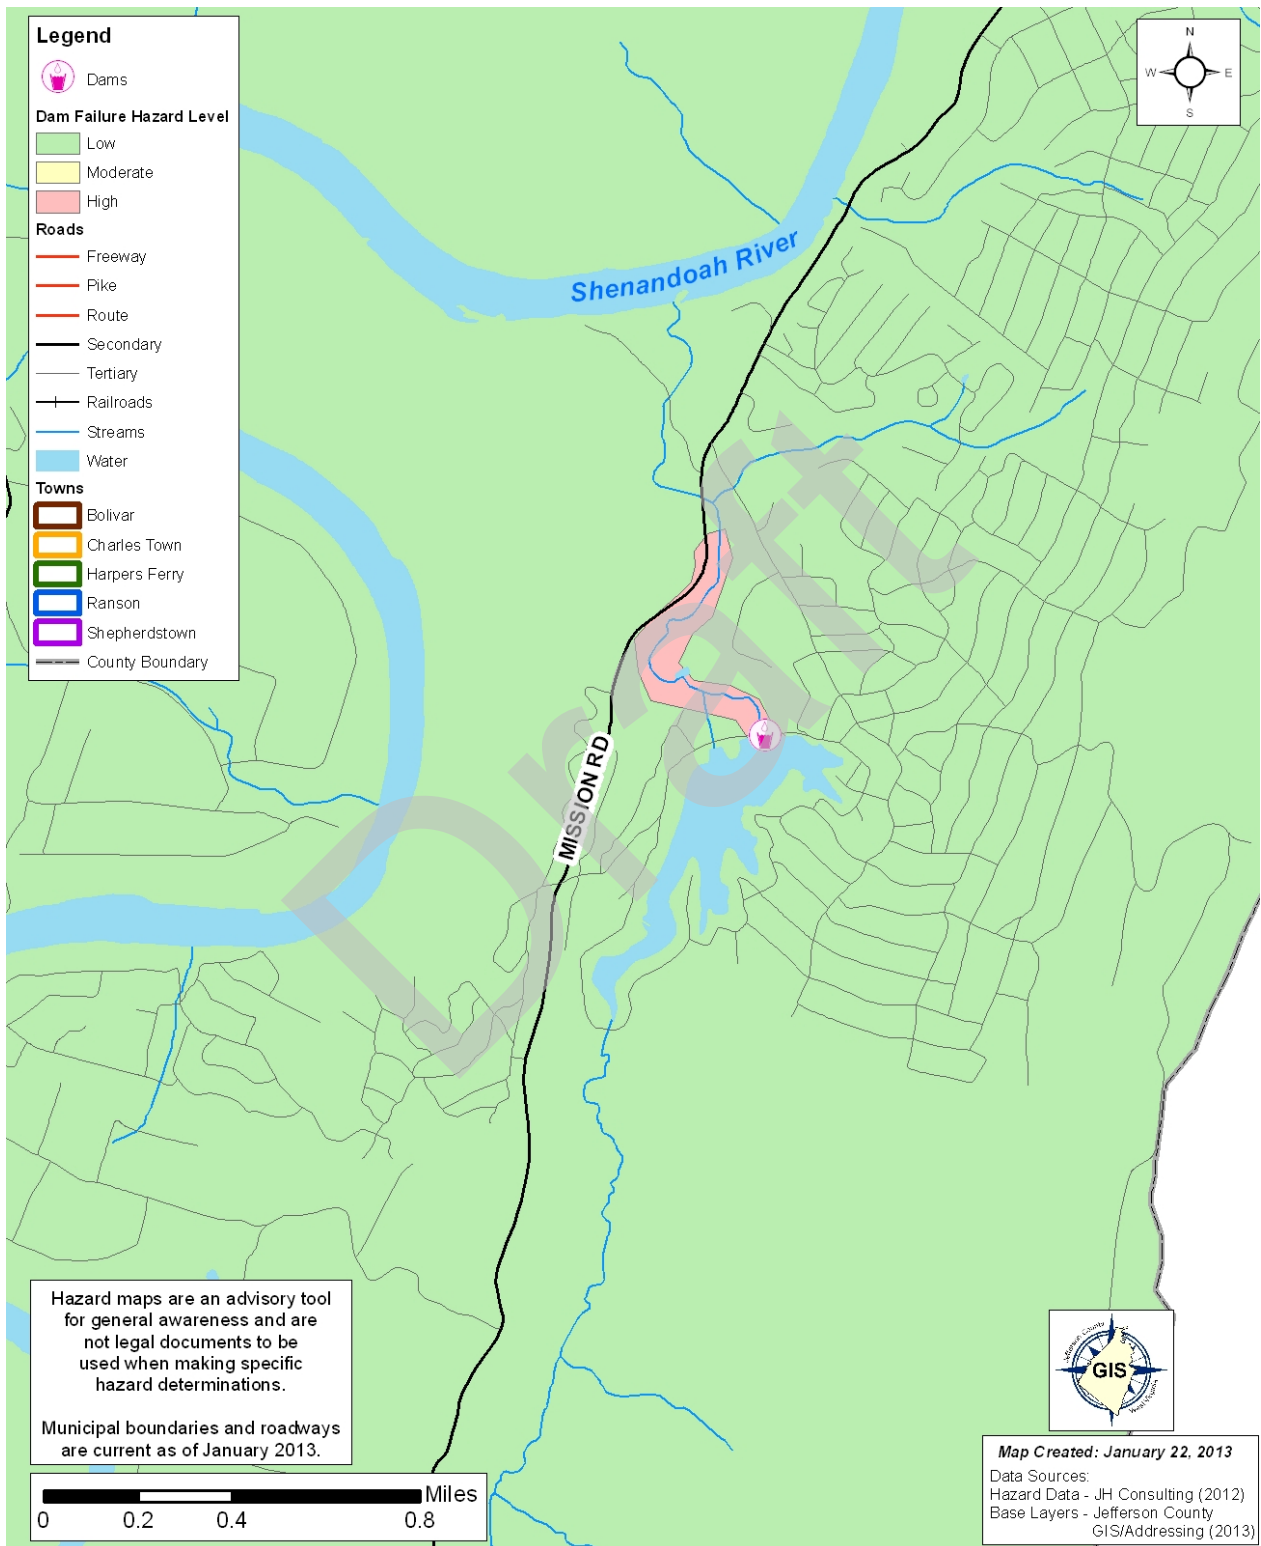 Legend
Dams
Dam Failure Hazard Level
Low
Moderate
High
Roads
Freeway
Pike
Route
Secondary
Tertiary
Railroads
Streams
Water
Towns
Bolivar
Charles Town
Harpers Ferry
Ranson
Shepherdstown
County Boundary
N
W E
S
Shenandoah River
MISSION RD
Draft
Hazard maps are an advisory tool
for general awareness and are
not legal documents to be
used when making specific
hazard determinations.
Municipal boundaries and roadways
are current as of January 2013.
Miles
0 0.2 0.4 0.8
Jefferson County
GIS
West Virginia
Map Created: January 22, 2013
Data Sources:
Hazard Data - JH Consulting (2012)
Base Layers - Jefferson County
GIS/Addressing (2013)